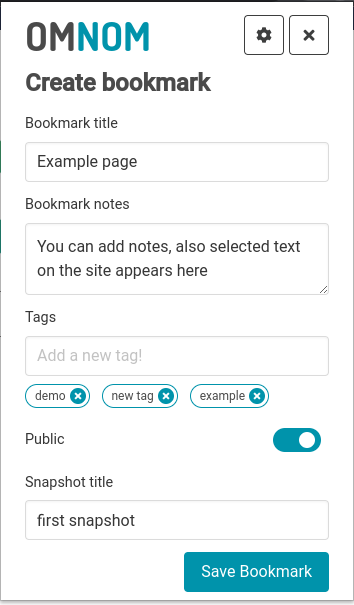 OMNOM
Create bookmark
Bookmark title
Example page
Bookmark notes
You can add notes, also selected text
on the site appears here
Tags
Add a new tag!
demo new tag example
Public
Snapshot title
first snapshot
Save Bookmark